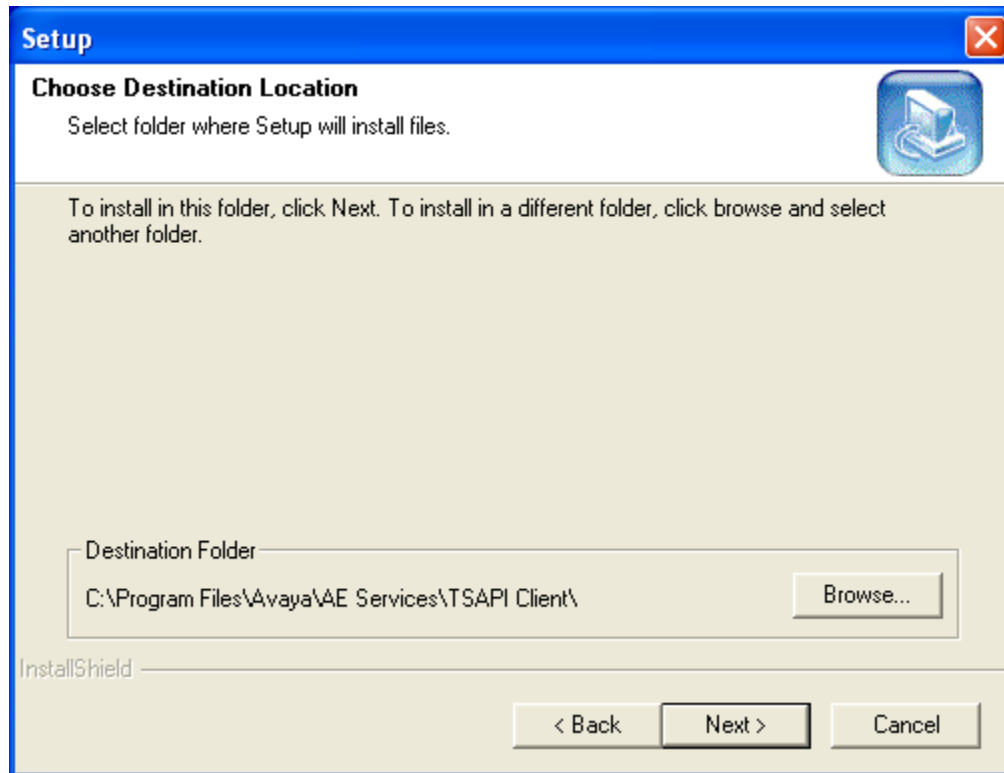 Setup
Choose Destination Location
Select folder where Setup will install files.
To install in this folder, click Next. To install in a different folder, click browse and select
another folder.
Destination Folder
C:\Program Files\Avaya\AE Services\TSAPI Client\
Browse...
InstallShield
< Back
Next >
Cancel